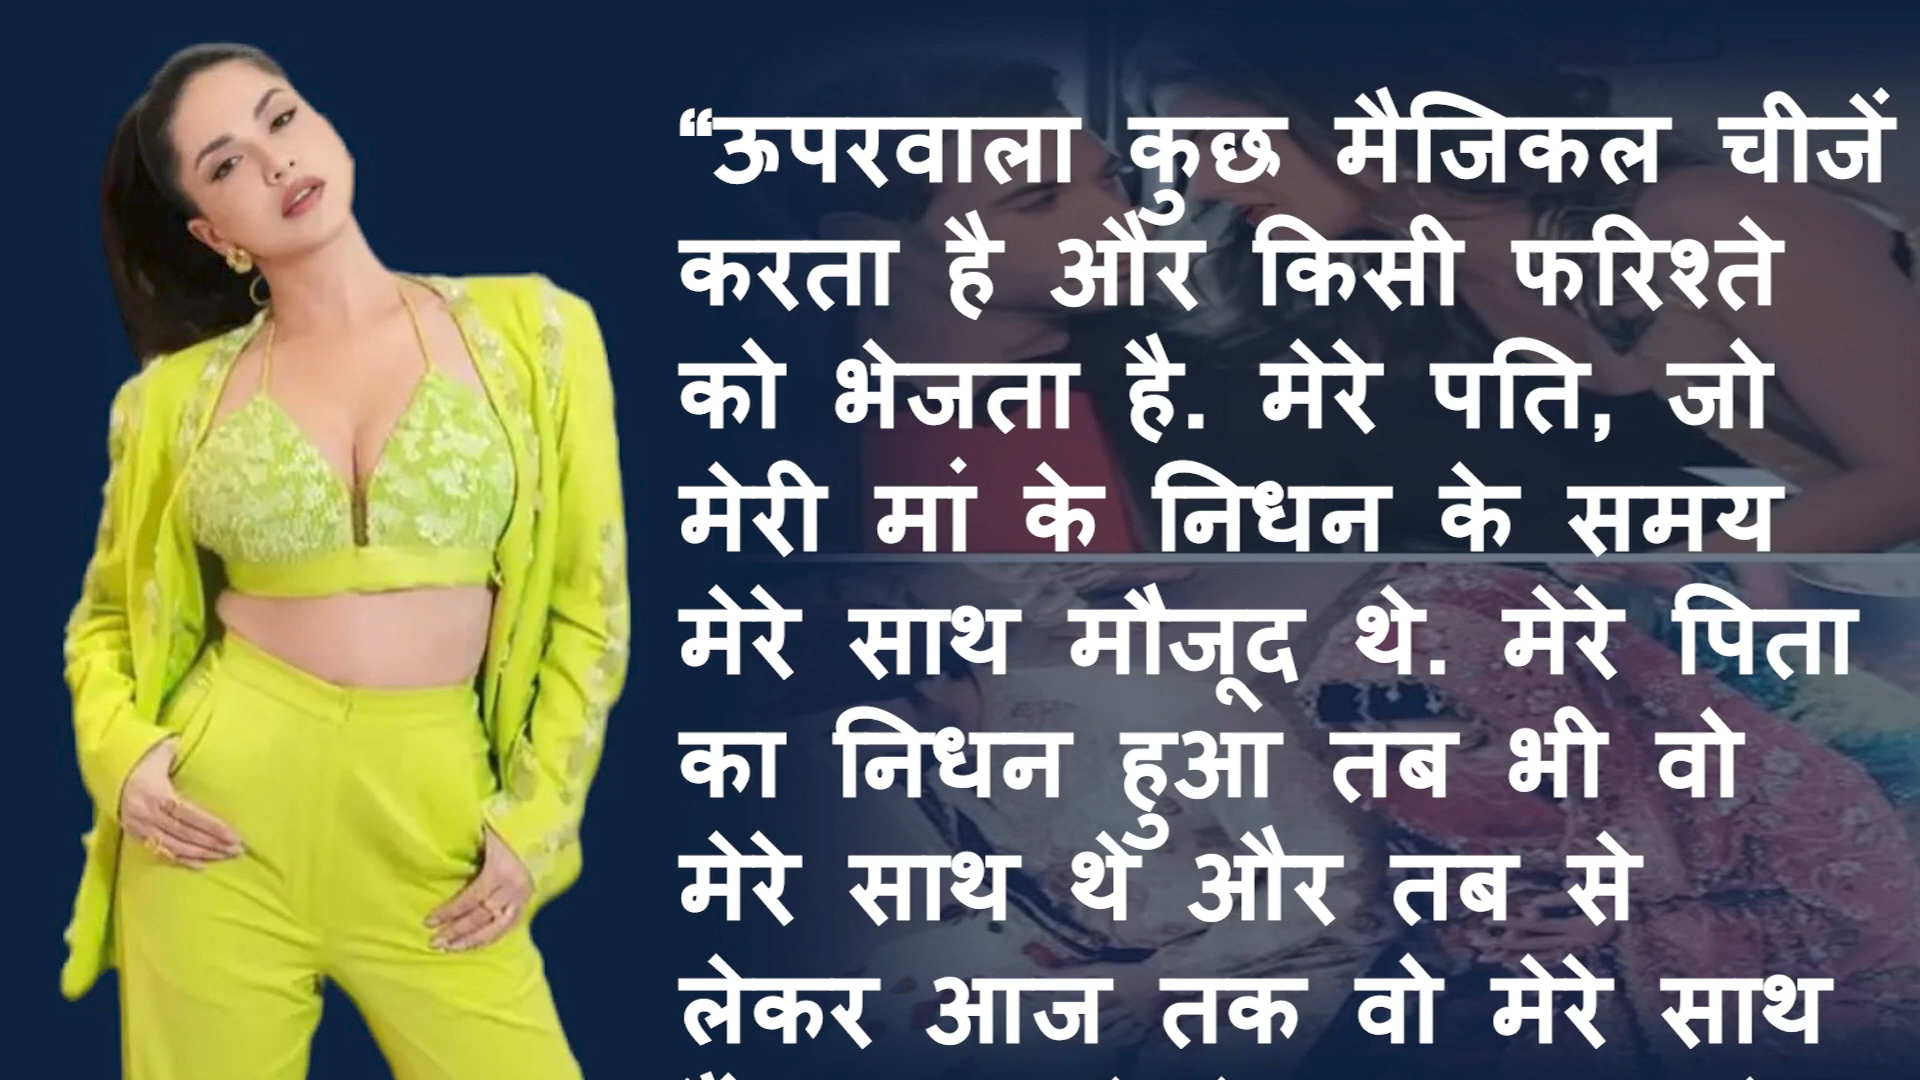 “ऊपरवाला कुछ मैजिकल चीजें
करता है और किसी फरिश्ते
को भेजता है. मेरे पति, जो
मेरी मां के निधन के समय
मेरे साथ मौजूद थे. मेरे पिता
का निधन हुआ तब भी वो
मेरे साथ थे और तब से
लेकर आज तक वो मेरे साथ